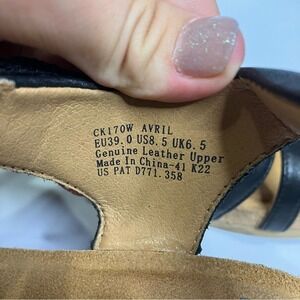 CK170W AVRIL
EU39.0 US8.5 UK6.5
Genuine Leather Upper
Made In China-41 K22
US PAT D771.358